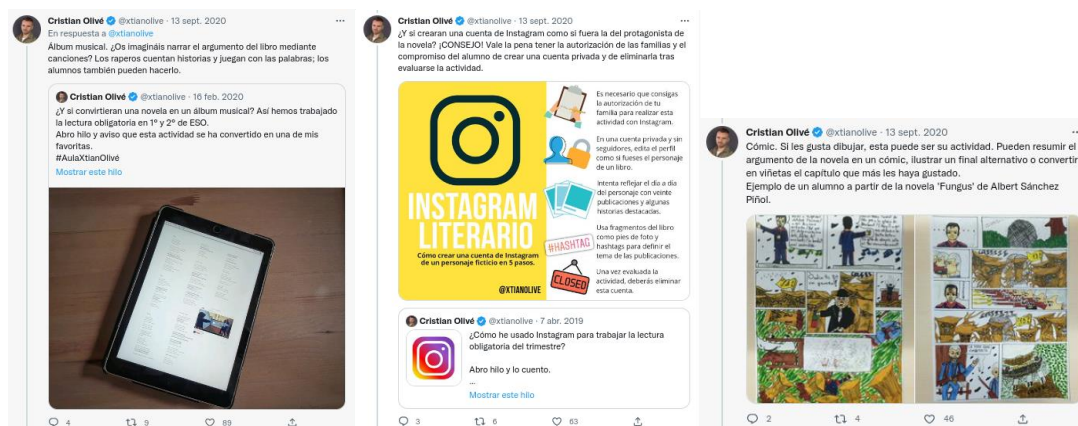 Cristian Olivé @xtianolive · 13 sept. 2020
En respuesta a @xtianolive
Álbum musical. ¿Os imagináis narrar el argumento del libro mediante
canciones? Los raperos cuentan historias y juegan con las palabras; los
alumnos también pueden hacerlo.
Cristian Olivé @xtianolive · 16 feb. 2020
¿Y si convirtieran una novela en un álbum musical? Así hemos trabajado
la lectura obligatoria en 1º y 2º de ESO.
Abro hilo y aviso que esta actividad se ha convertido en una de mis
favoritas.
#AulaXtianOlivé
Mostrar este hilo
4 9 89
Cristian Olivé @xtianolive · 13 sept. 2020
¿Y si crearan una cuenta de Instagram como si fuera la del protagonista de
la novela? ¡CONSEJO! Vale la pena tener la autorización de las familias y el
compromiso del alumno de crear una cuenta privada y de eliminarla tras
evaluarse la actividad.
INSTAGRAM
LITERARIO
Cómo crear una cuenta de Instagram
de un personaje ficticio en 5 pasos.
@XTIANOLIVE
Es necesario que consigas
la autorización de tu
familia para realizar esta
actividad con Instagram.
En una cuenta privada y sin
seguidores, edita el perfil
como si fueses el personaje
de un libro.
Intenta reflejar el día a día
del personaje con veinte
publicaciones y algunas
historias destacadas.
#HASHTAG
Usa fragmentos del libro
como pies de foto y
hashtags para definir el
tema de las publicaciones.
CLOSED
Una vez evaluada la
actividad, deberás eliminar
esta cuenta.
Cristian Olivé @xtianolive · 7 abr. 2019
¿Cómo he usado Instagram para trabajar la lectura
obligatoria del trimestre?
Abro hilo y lo cuento.
...
Mostrar este hilo
3 6 63
Cristian Olivé @xtianolive · 13 sept. 2020
Cómic. Si les gusta dibujar, esta puede ser su actividad. Pueden resumir el
argumento de la novela en un cómic, ilustrar un final alternativo o convertir
en viñetas el capítulo que más les haya gustado.
Ejemplo de un alumno a partir de la novela 'Fungus' de Albert Sánchez
Piñol.
2 4 46